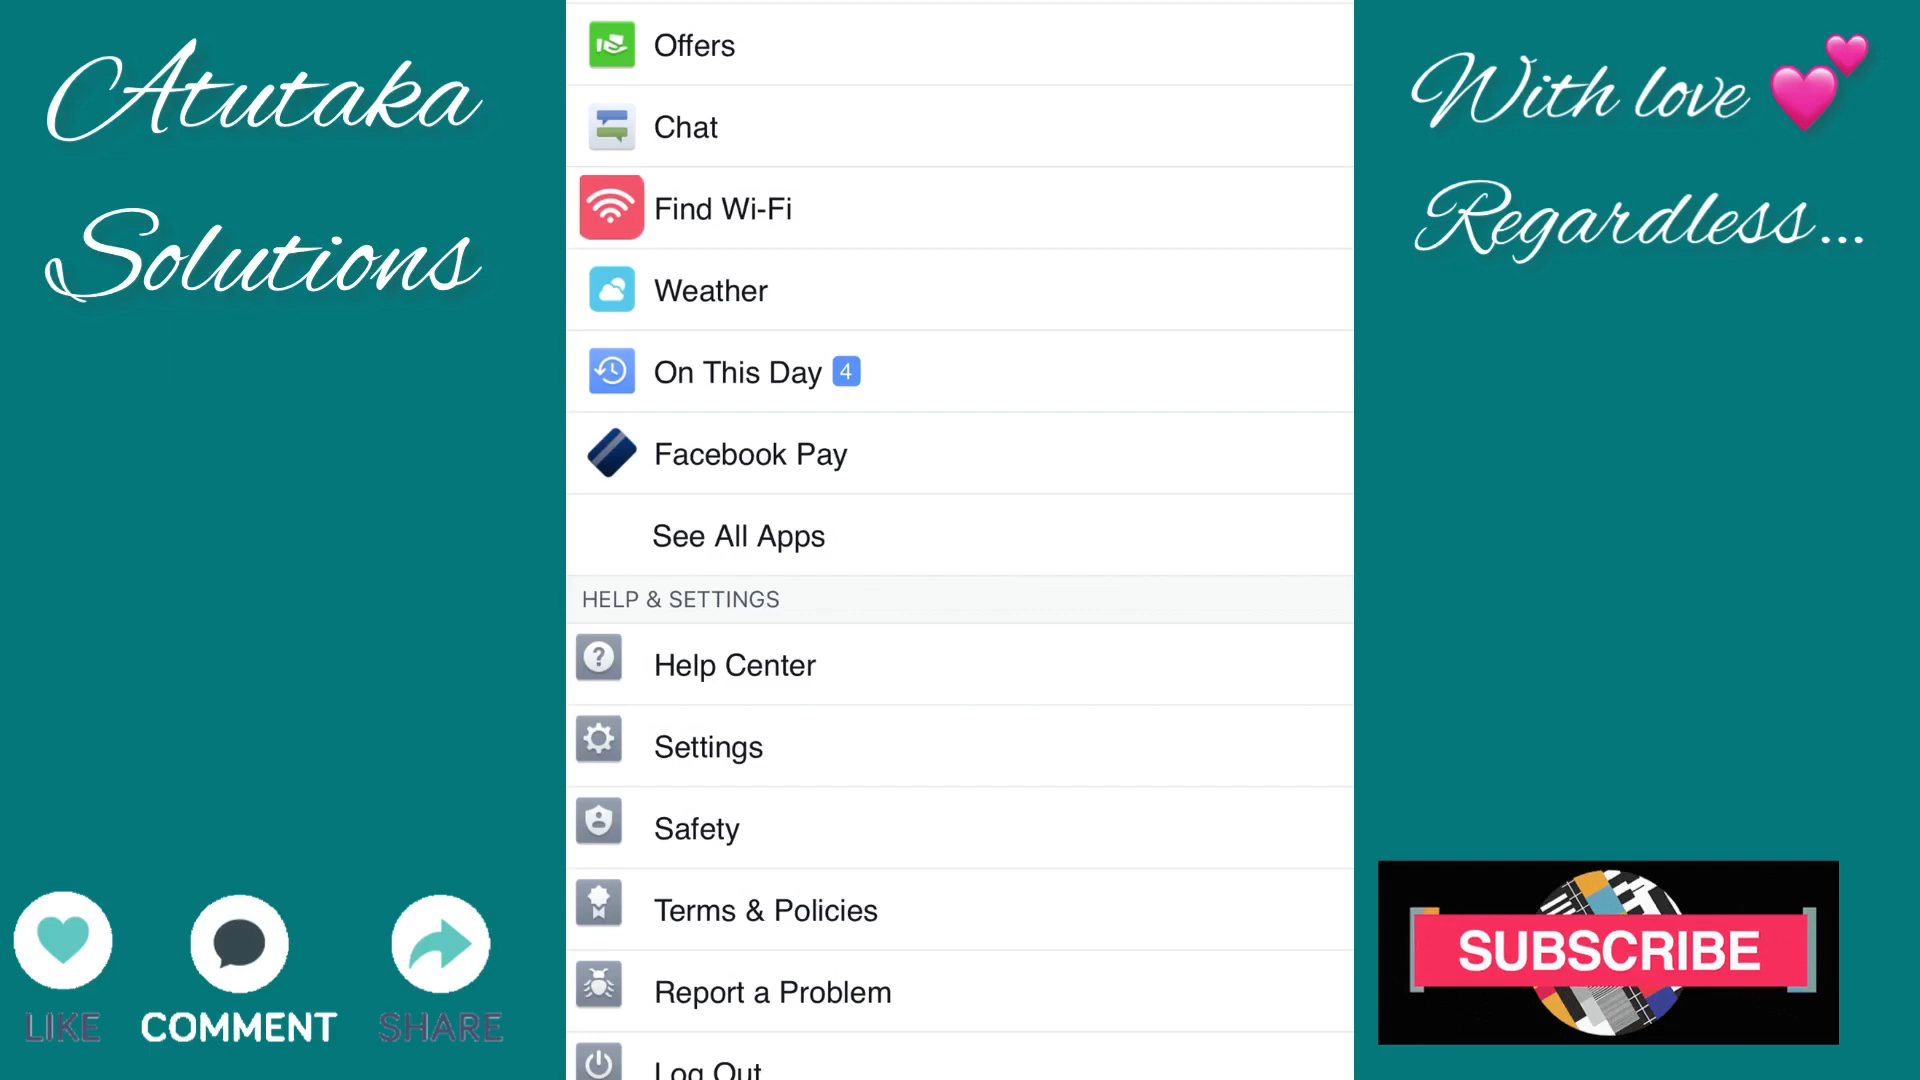 Atutaka
Solutions
Offers
Chat
Find Wi-Fi
Weather
On This Day 4
Facebook Pay
See All Apps
HELP & SETTINGS
Help Center
Settings
Safety
Terms & Policies
Report a Problem
Log Out
With love
Regardless...
LIKE
COMMENT
SHARE
SUBSCRIBE